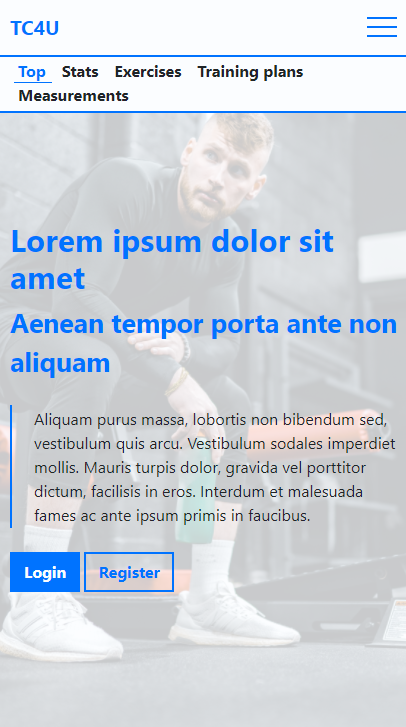 TC4U
Top Stats Exercises Training plans
Measurements
Lorem ipsum dolor sit
amet
Aenean tempor porta ante non
aliquam
Aliquam purus massa, lobortis non bibendum sed,
vestibulum quis arcu. Vestibulum sodales imperdiet
mollis. Mauris turpis dolor, gravida vel porttitor
dictum, facilisis in eros. Interdum et malesuada
fames ac ante ipsum primis in faucibus.
Login Register